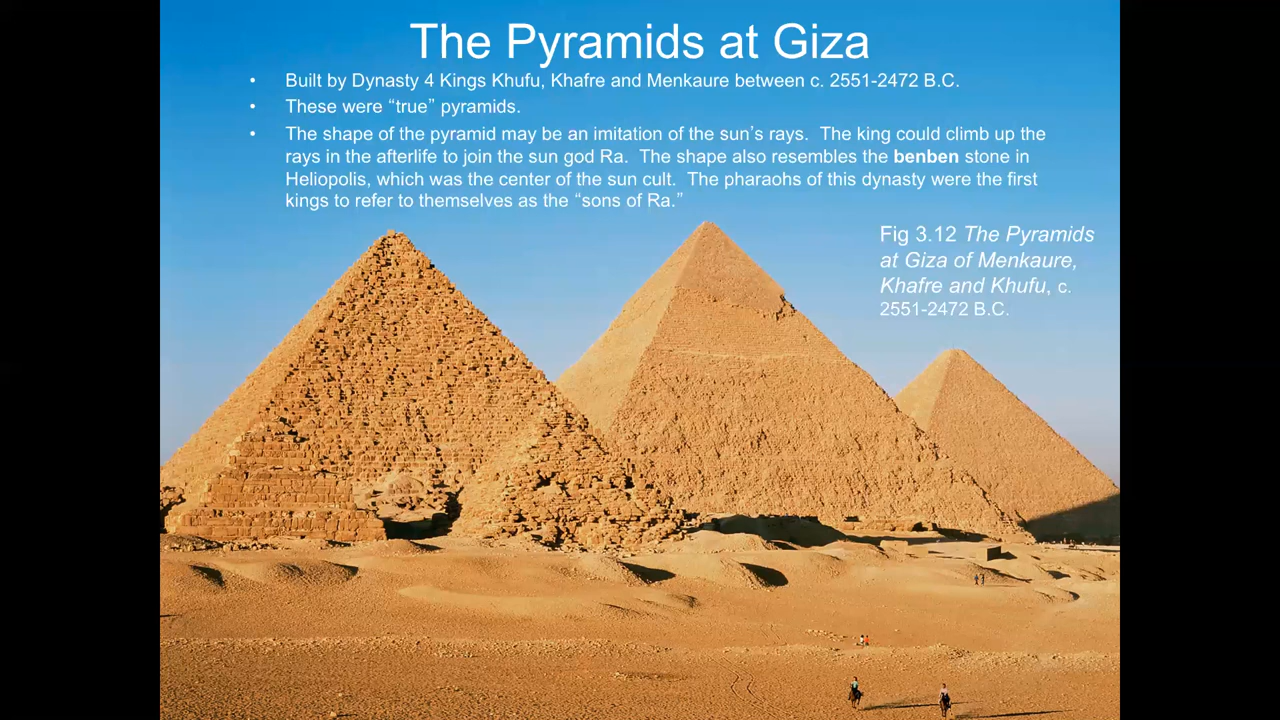 The Pyramids at Giza
• Built by Dynasty 4 Kings Khufu, Khafre and Menkaure between c. 2551-2472 B.C.
• These were “true” pyramids.
• The shape of the pyramid may be an imitation of the sun’s rays.  The king could climb up the
rays in the afterlife to join the sun god Ra.  The shape also resembles the benben stone in
Heliopolis, which was the center of the sun cult.  The pharaohs of this dynasty were the first
kings to refer to themselves as the “sons of Ra.”
Fig 3.12 The Pyramids
at Giza of Menkaure,
Khafre and Khufu, c.
2551-2472 B.C.